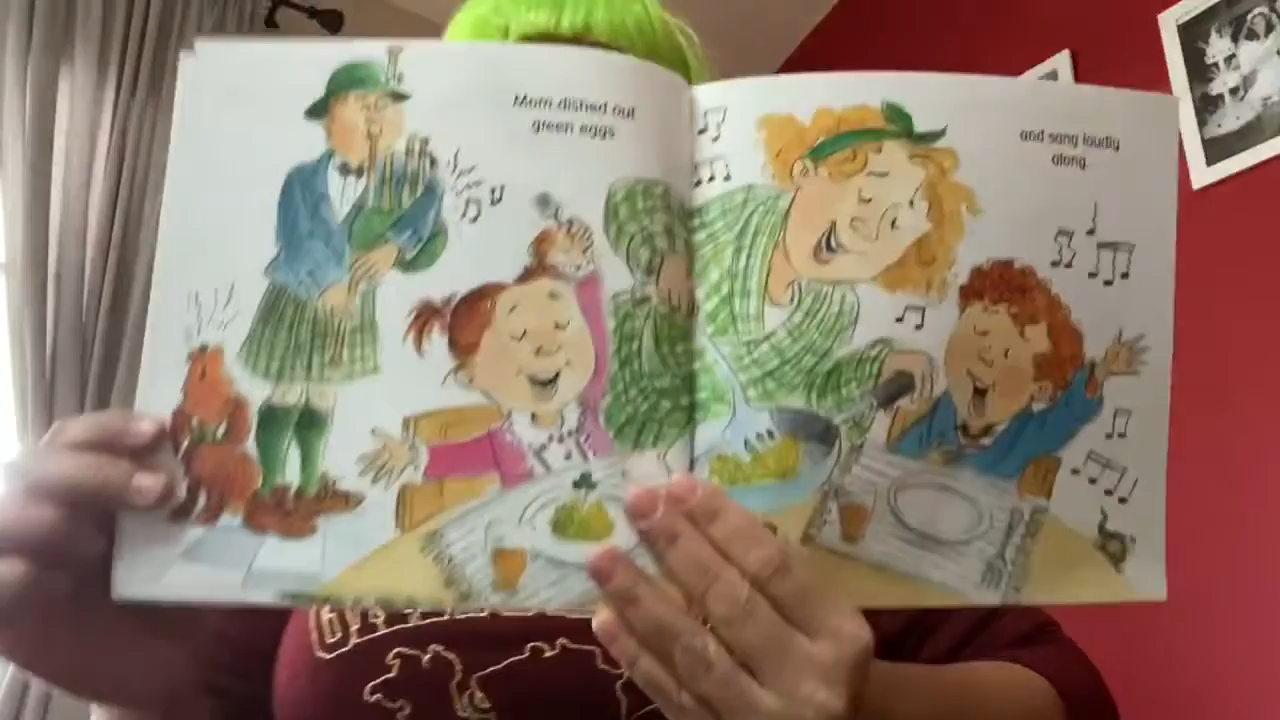 Mom dished out
green eggs
and sang loudly
along.